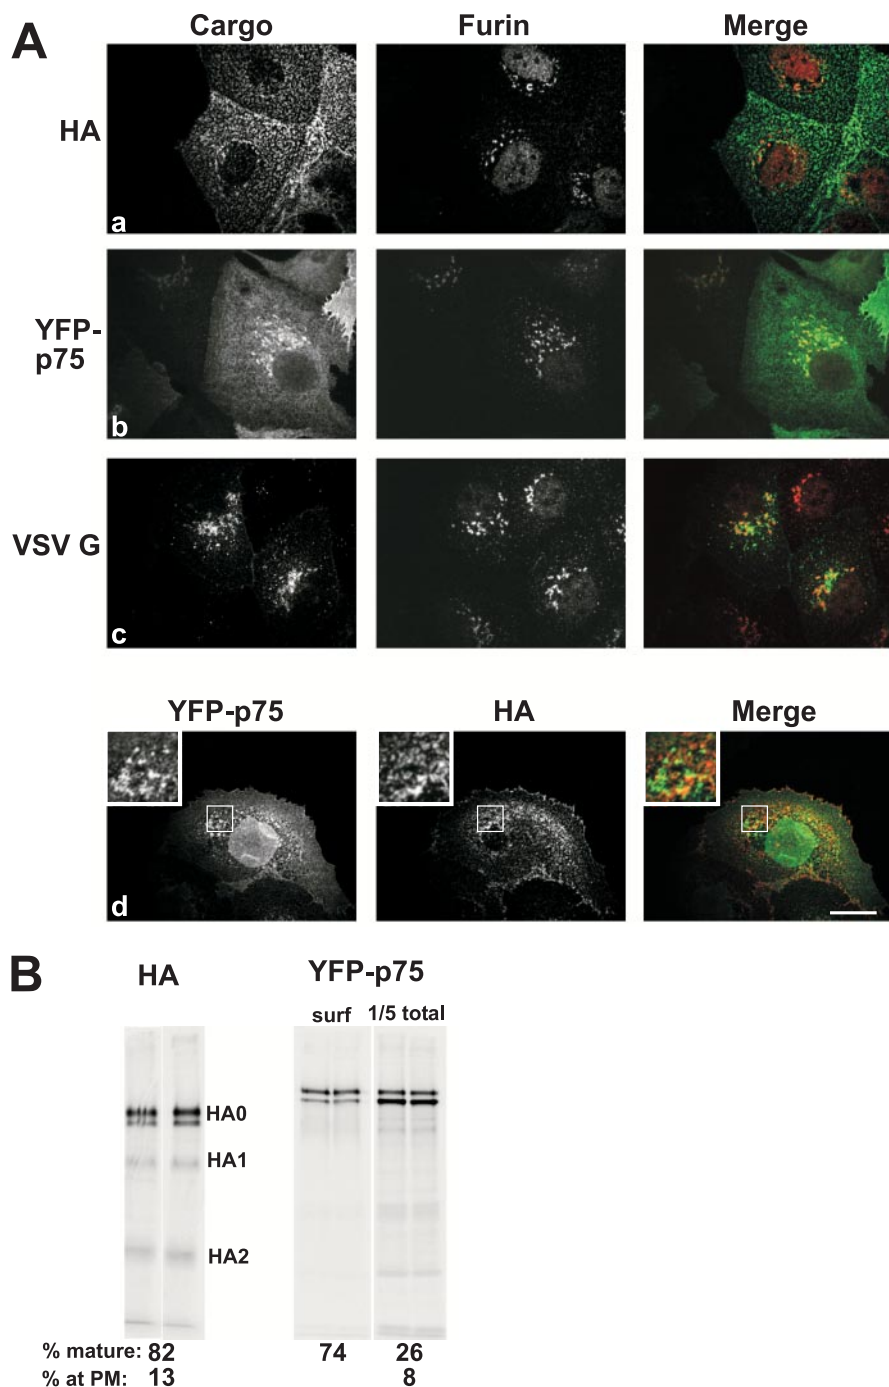 A
Cargo Furin Merge
HA
a
YFP-
p75
b
VSV G
c
YFP-p75 HA Merge
d
B
HA YFP-p75
surf 1/5 total
HA0
HA1
HA2
% mature: 82 74 26
% at PM: 13 8